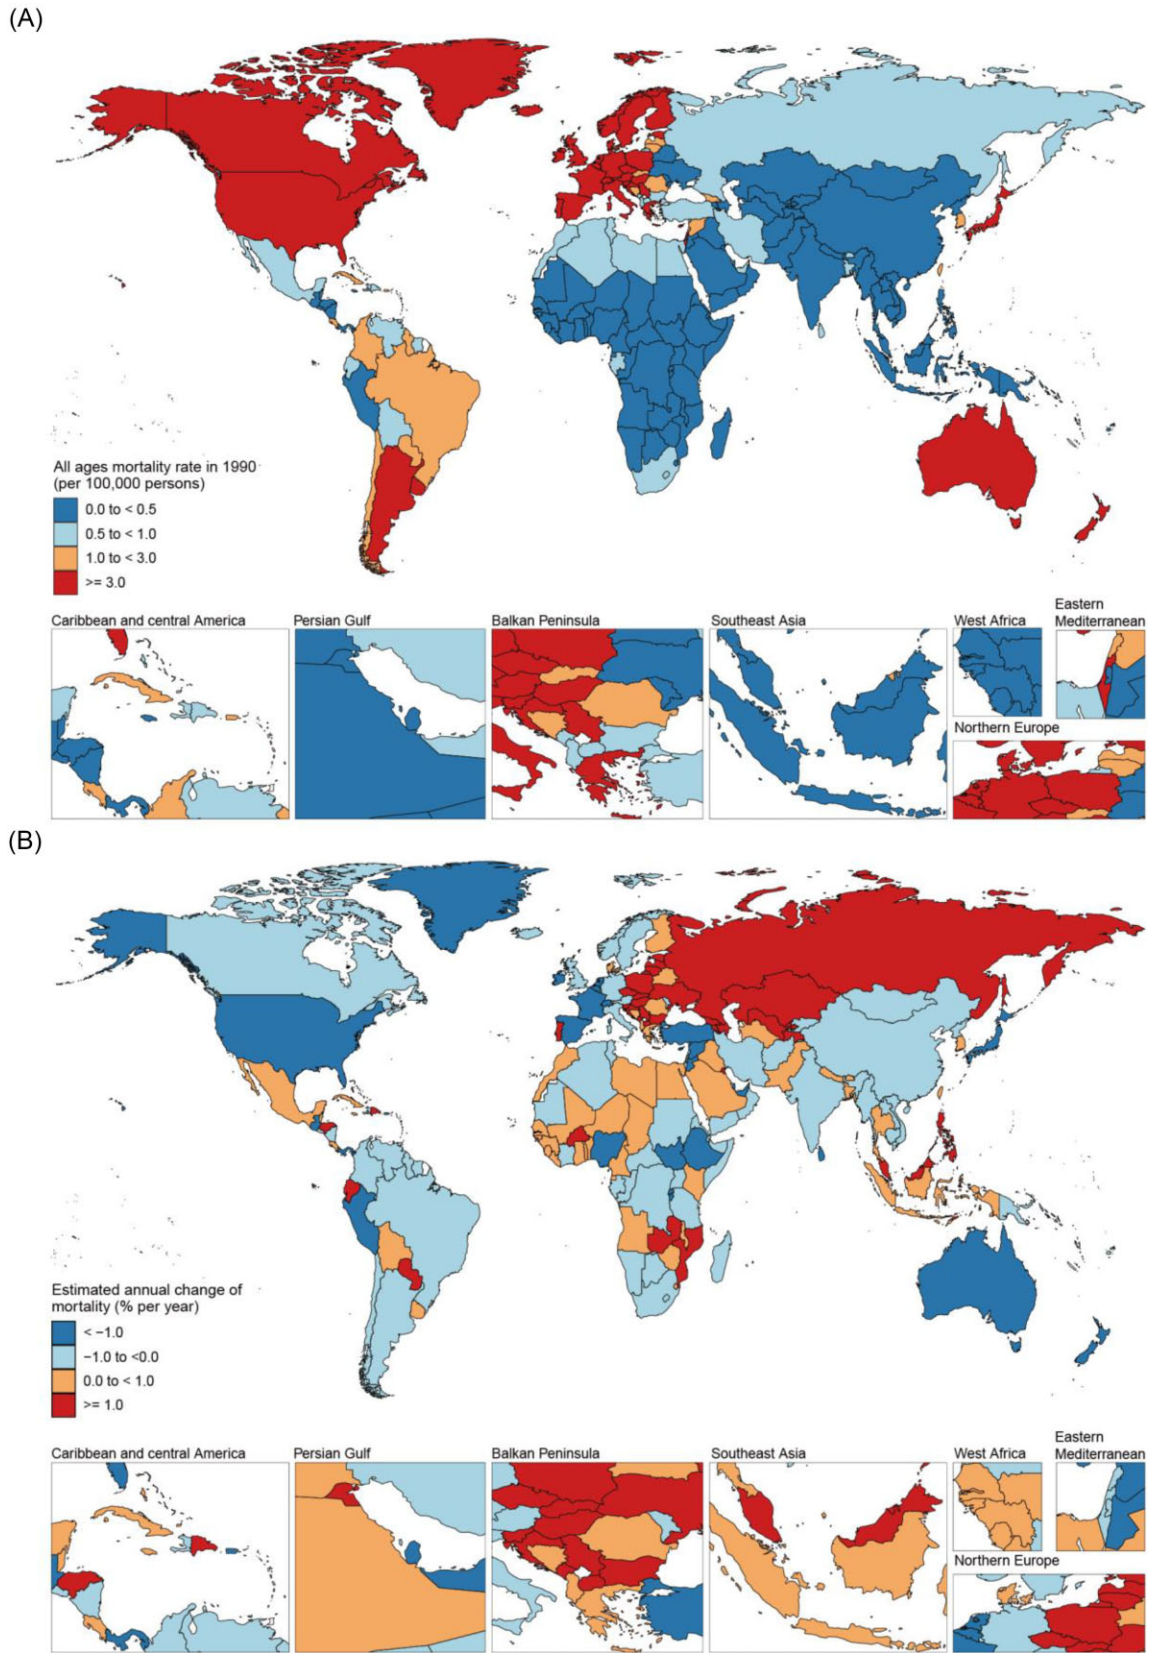 (A)
All ages mortality rate in 1990
(per 100,000 persons)
0.0 to < 0.5
0.5 to < 1.0
1.0 to < 3.0
>= 3.0
Caribbean and central America
Persian Gulf
Balkan Peninsula
Southeast Asia
West Africa
Eastern
Mediterranean
Northern Europe
(B)
Estimated annual change of
mortality (% per year)
< −1.0
−1.0 to <0.0
0.0 to < 1.0
>= 1.0
Caribbean and central America
Persian Gulf
Balkan Peninsula
Southeast Asia
West Africa
Eastern
Mediterranean
Northern Europe